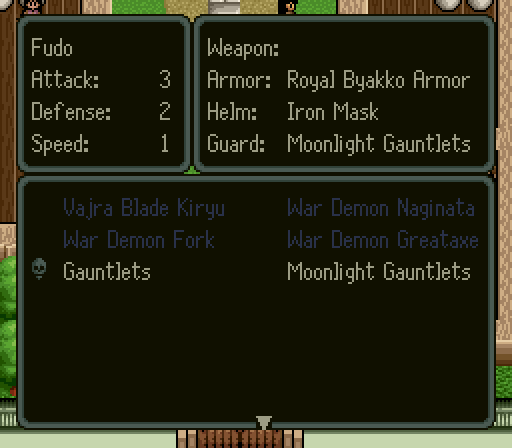 Fudo
Attack: 3
Defense: 2
Speed: 1
Weapon:
Armor: Royal Byakko Armor
Helm: Iron Mask
Guard: Moonlight Gauntlets
Vajra Blade Kiryu War Demon Naginata
War Demon Fork War Demon Greataxe
Gauntlets Moonlight Gauntlets